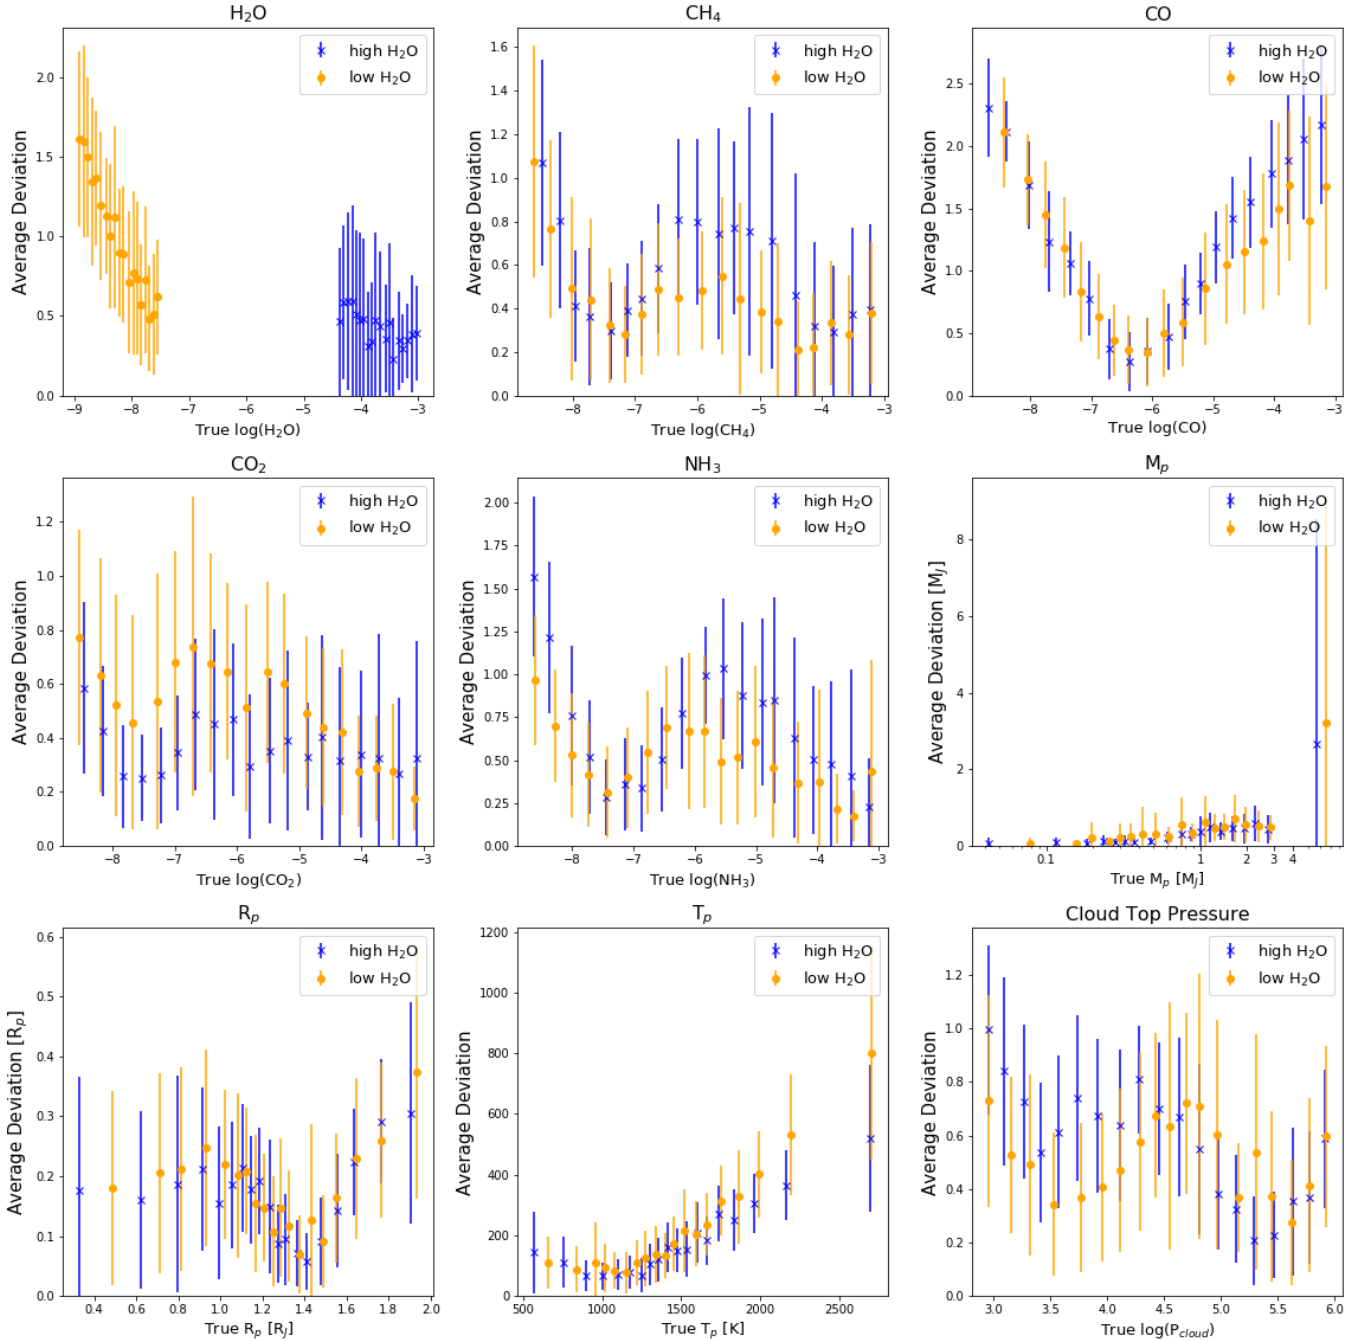 H₂O
high H₂O
low H₂O
Average Deviation
0.0 0.5 1.0 1.5 2.0
−9 −8 −7 −6 −5 −4 −3
True log(H₂O)
CH₄
high H₂O
low H₂O
Average Deviation
0.0 0.2 0.4 0.6 0.8 1.0 1.2 1.4 1.6
−8 −7 −6 −5 −4 −3
True log(CH₄)
CO
high H₂O
low H₂O
Average Deviation
0.0 0.5 1.0 1.5 2.0 2.5
−8 −7 −6 −5 −4 −3
True log(CO)
CO₂
high H₂O
low H₂O
Average Deviation
0.0 0.2 0.4 0.6 0.8 1.0 1.2
−8 −7 −6 −5 −4 −3
True log(CO₂)
NH₃
high H₂O
low H₂O
Average Deviation
0.00 0.25 0.50 0.75 1.00 1.25 1.50 1.75 2.00
−8 −7 −6 −5 −4 −3
True log(NH₃)
Mₚ
high H₂O
low H₂O
Average Deviation [M_J]
0 2 4 6 8
0.1 1 2 3 4
True Mₚ [M_J]
Rₚ
high H₂O
low H₂O
Average Deviation [Rₚ]
0.0 0.1 0.2 0.3 0.4 0.5 0.6
0.4 0.6 0.8 1.0 1.2 1.4 1.6 1.8 2.0
True Rₚ [R_J]
Tₚ
high H₂O
low H₂O
Average Deviation
0 200 400 600 800 1000 1200
500 1000 1500 2000 2500
True Tₚ [K]
Cloud Top Pressure
high H₂O
low H₂O
Average Deviation
0.0 0.2 0.4 0.6 0.8 1.0 1.2
3.0 3.5 4.0 4.5 5.0 5.5 6.0
True log(P_cloud)